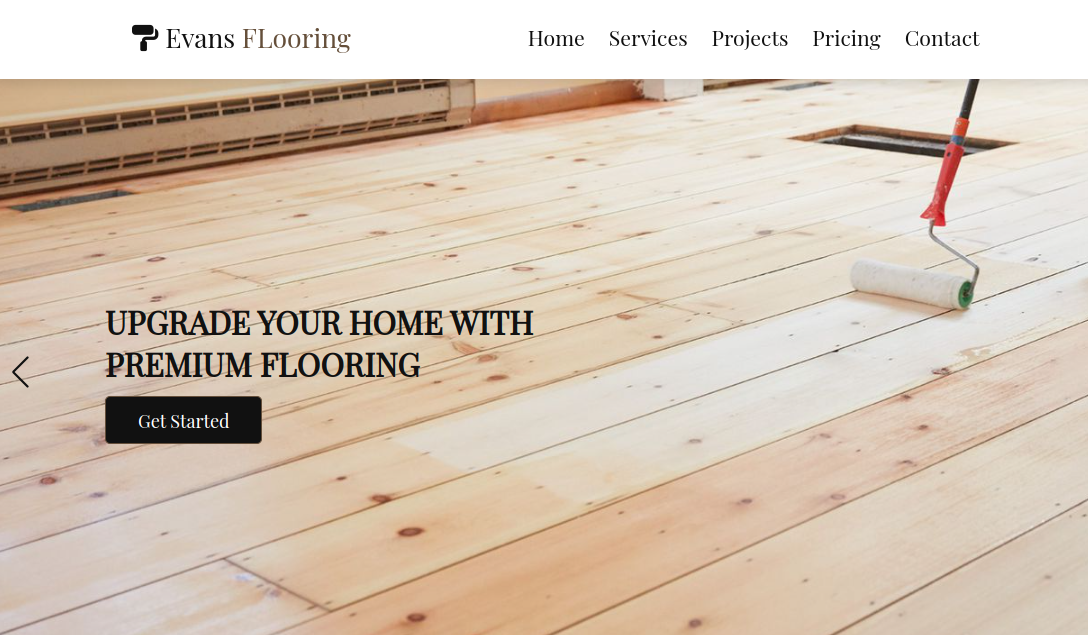 Evans FLooring
Home Services Projects Pricing Contact
UPGRADE YOUR HOME WITH
PREMIUM FLOORING
Get Started